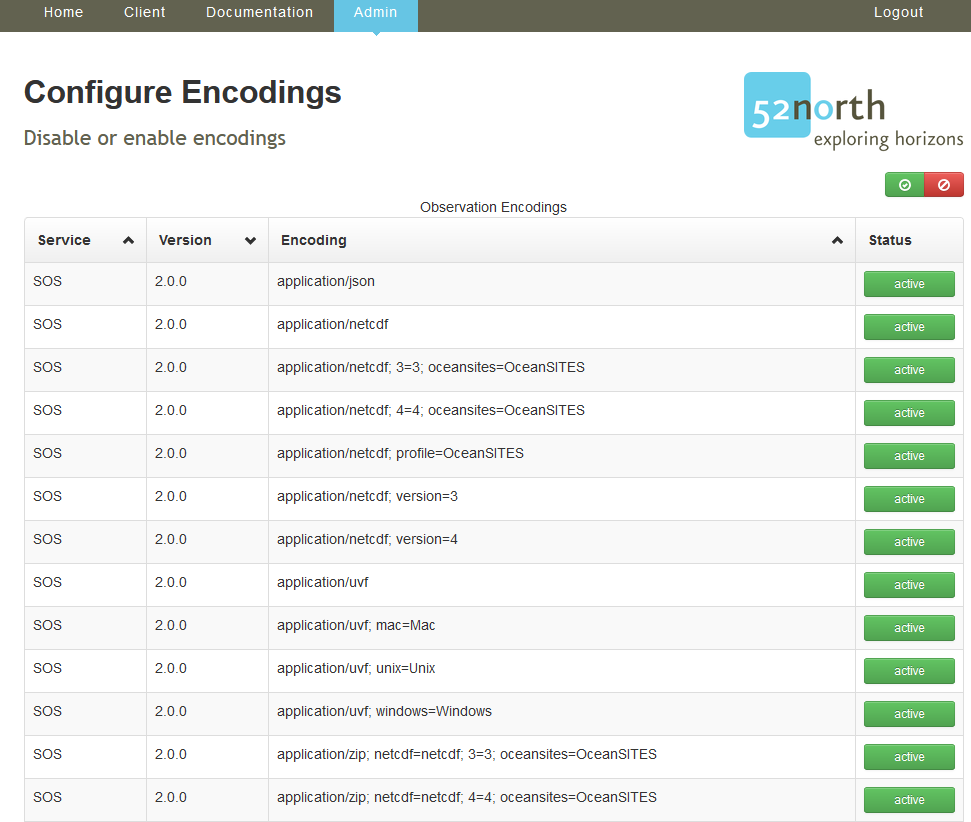 Home Client Documentation Admin Logout
Configure Encodings
Disable or enable encodings
52north
exploring horizons
Observation Encodings
Service Version Encoding Status
SOS 2.0.0 application/json active
SOS 2.0.0 application/netcdf active
SOS 2.0.0 application/netcdf; 3=3; oceansites=OceanSITES active
SOS 2.0.0 application/netcdf; 4=4; oceansites=OceanSITES active
SOS 2.0.0 application/netcdf; profile=OceanSITES active
SOS 2.0.0 application/netcdf; version=3 active
SOS 2.0.0 application/netcdf; version=4 active
SOS 2.0.0 application/uvf active
SOS 2.0.0 application/uvf; mac=Mac active
SOS 2.0.0 application/uvf; unix=Unix active
SOS 2.0.0 application/uvf; windows=Windows active
SOS 2.0.0 application/zip; netcdf=netcdf; 3=3; oceansites=OceanSITES active
SOS 2.0.0 application/zip; netcdf=netcdf; 4=4; oceansites=OceanSITES active